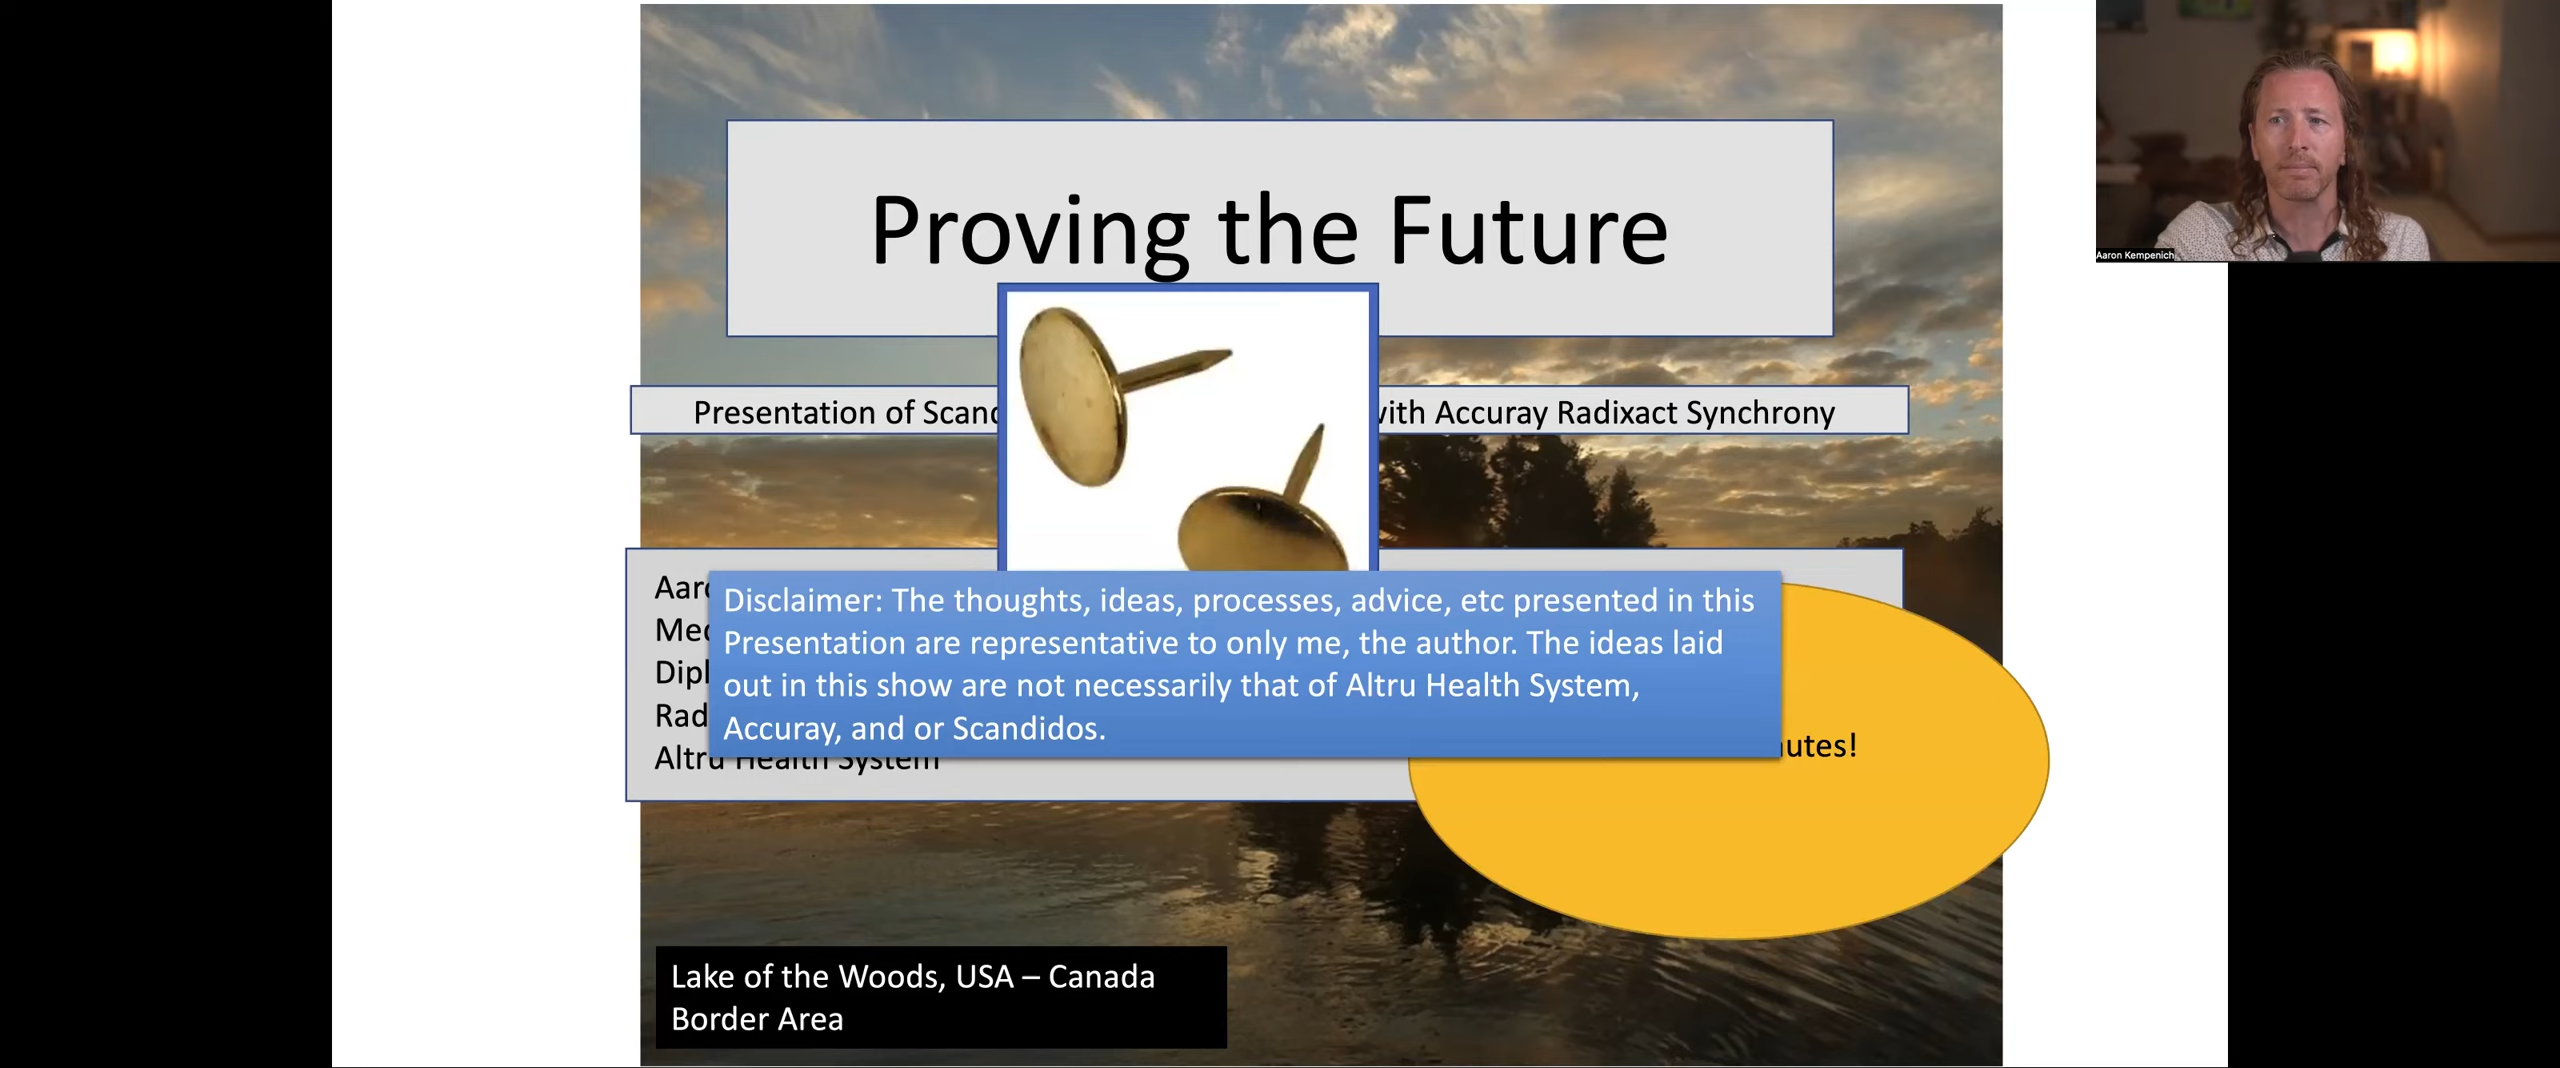 Proving the Future
Presentation of Scand with Accuray Radixact Synchrony
Disclaimer: The thoughts, ideas, processes, advice, etc presented in this
Presentation are representative to only me, the author. The ideas laid
out in this show are not necessarily that of Altru Health System,
Accuray, and or Scandidos.
Altru Health System
Lake of the Woods, USA – Canada
Border Area
Aaron Kempenich